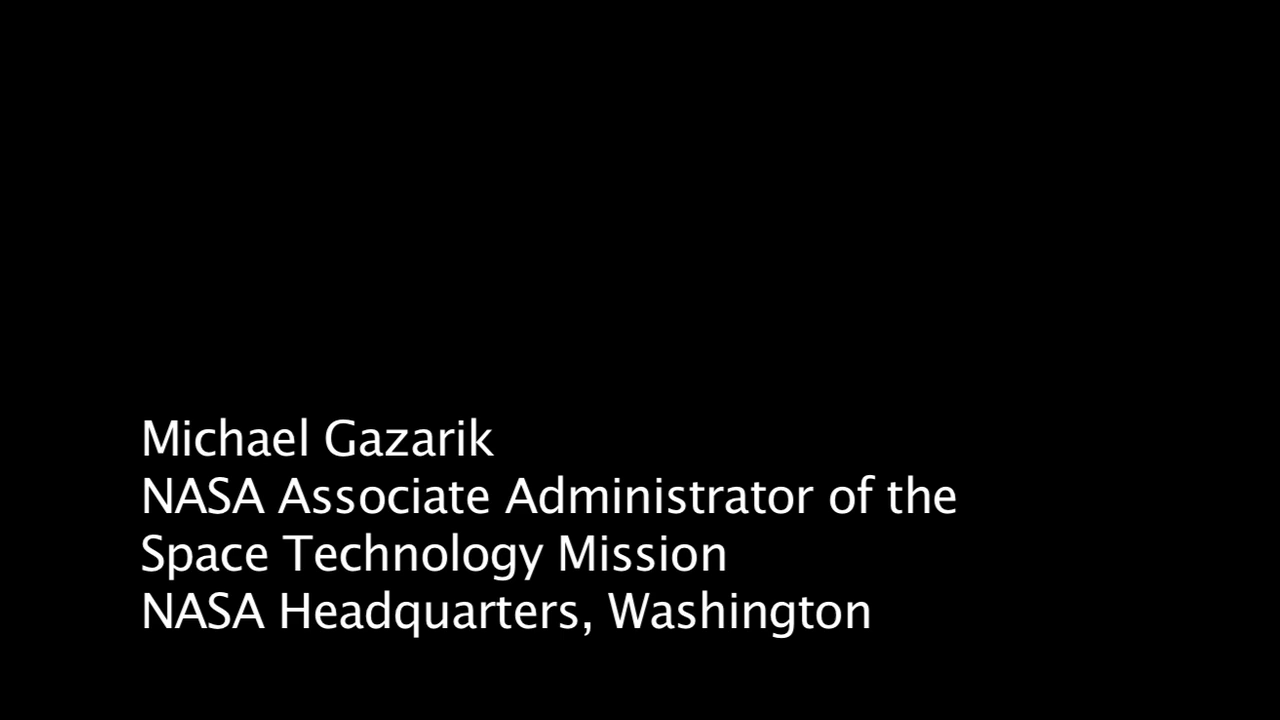 Michael Gazarik
NASA Associate Administrator of the
Space Technology Mission
NASA Headquarters, Washington